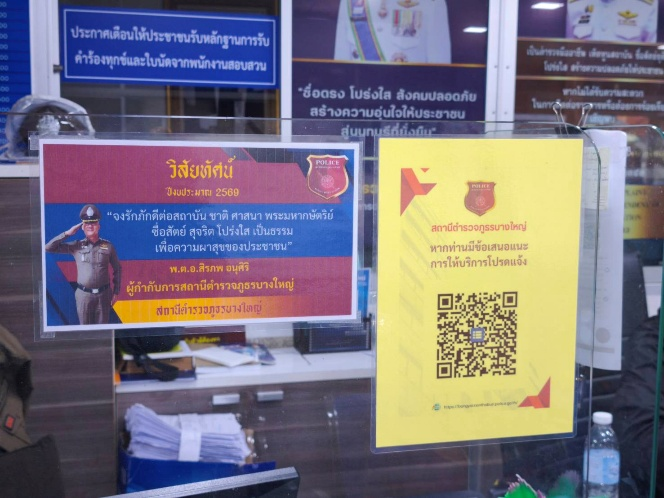 ประกาศเตือนให้ประชาชนรับหลักฐานการรับ
คำร้องทุกข์และใบนัดจากพนักงานสอบสวน
“ซื่อตรง โปร่งใส สังคมปลอดภัย
สร้างความอุ่นใจให้ประชาชน
สู่นนทบุรีที่ยั่งยืน”
วิสัยทัศน์
ปีงบประมาณ 2569
POLICE
“จงรักภักดีต่อสถาบัน ชาติ ศาสนา พระมหากษัตริย์
ซื่อสัตย์ สุจริต โปร่งใส เป็นธรรม
เพื่อความผาสุขของประชาชน”
พ.ต.อ.สิรภพ อนุศิริ
ผู้กำกับการสถานีตำรวจภูธรบางใหญ่
สถานีตำรวจภูธรบางใหญ่
POLICE
สถานีตำรวจภูธรบางใหญ่
หากท่านมีข้อเสนอแนะ
การให้บริการโปรดแจ้ง